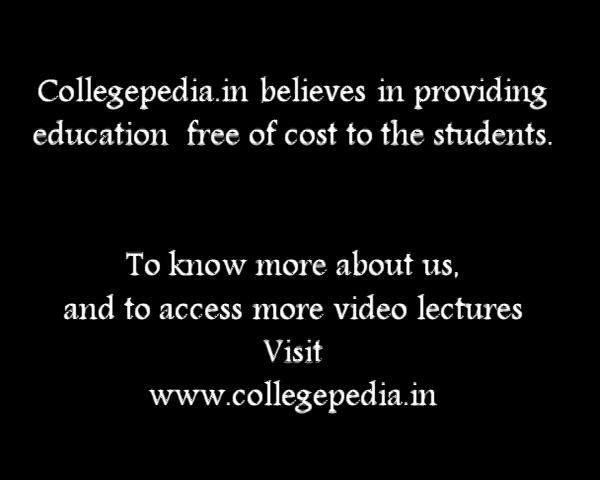 Collegepedia.in believes in providing
education free of cost to the students.
To know more about us,
and to access more video lectures
Visit
www.collegepedia.in